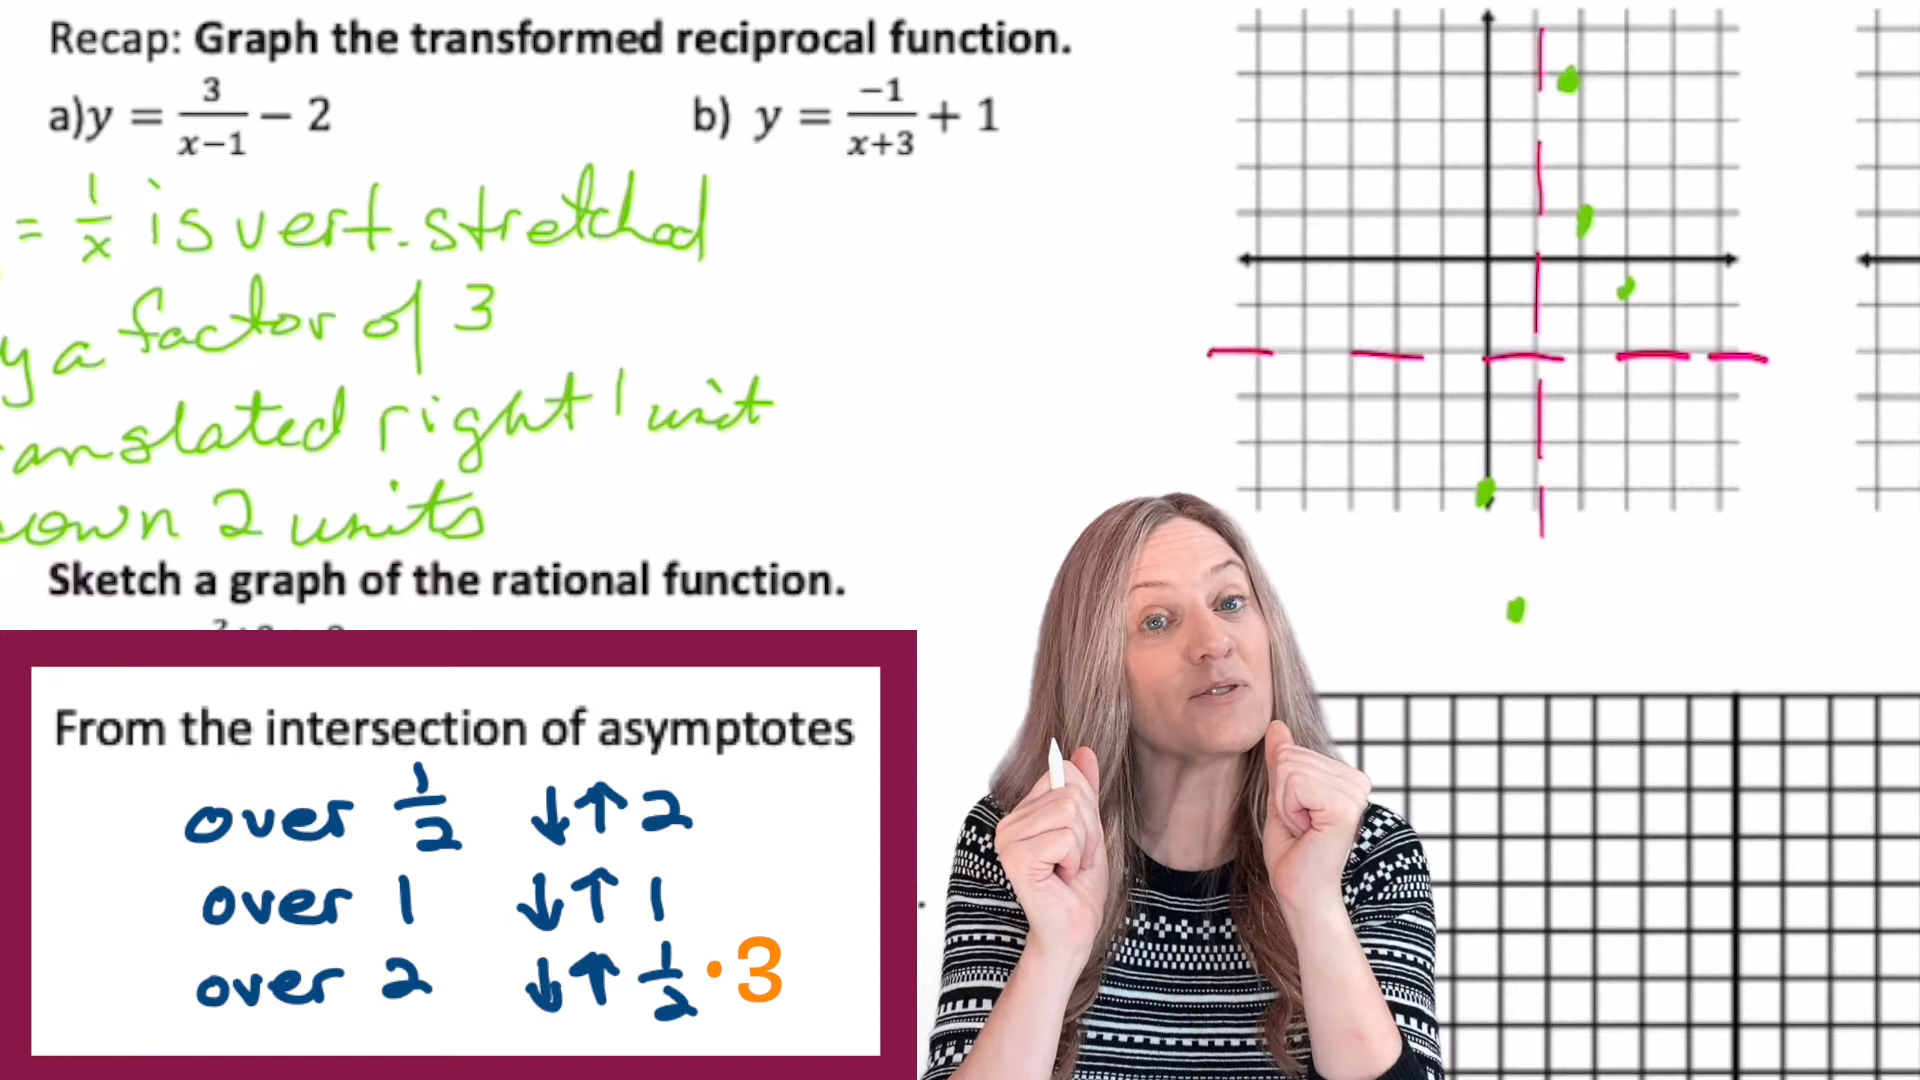 Recap: Graph the transformed reciprocal function.
a) y = 3/(x−1) − 2
b) y = −1/(x+3) + 1
= 1/x is vert. stretched
y a factor of 3
anslated right 1 unit
own 2 units
Sketch a graph of the rational function.
From the intersection of asymptotes
over 1/2 ↓↑ 2
over 1 ↓↑ 1
over 2 ↓↑ 1/2 · 3